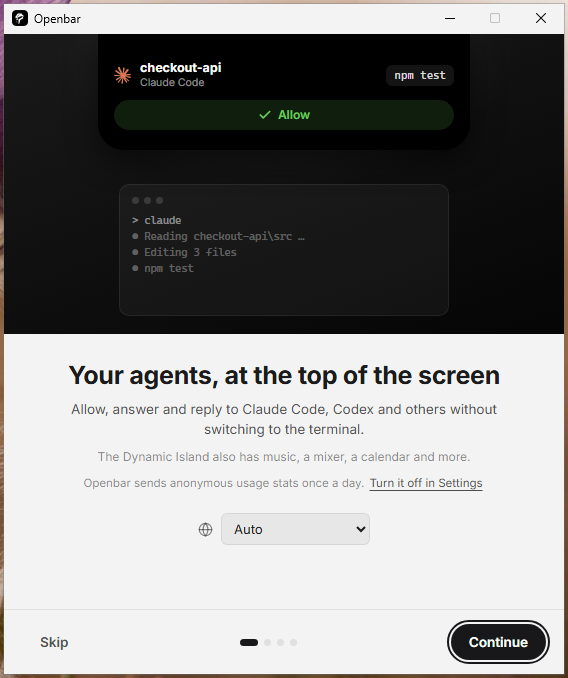 Openbar
checkout-api
Claude Code
npm test
Allow
> claude
● Reading checkout-api\src …
● Editing 3 files
● npm test
Your agents, at the top of the screen
Allow, answer and reply to Claude Code, Codex and others without
switching to the terminal.
The Dynamic Island also has music, a mixer, a calendar and more.
Openbar sends anonymous usage stats once a day. Turn it off in Settings
Auto
Skip
Continue